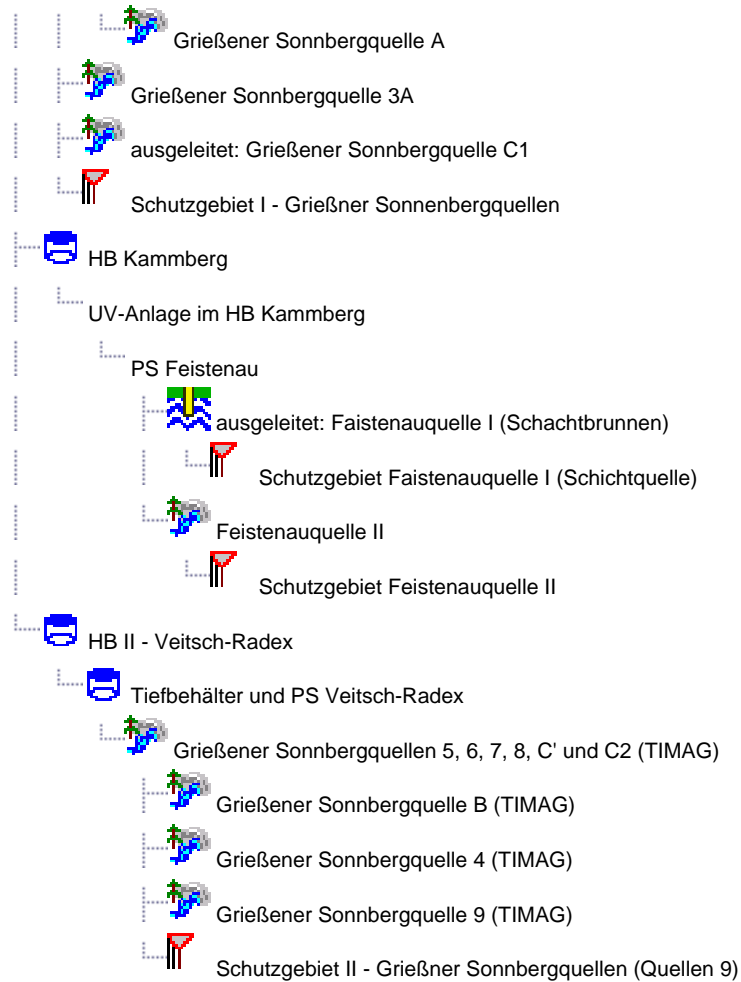 Grießener Sonnbergquelle A
Grießener Sonnbergquelle 3A
ausgeleitet: Grießener Sonnbergquelle C1
Schutzgebiet I - Grießner Sonnenbergquellen
HB Kammberg
UV-Anlage im HB Kammberg
PS Feistenau
ausgeleitet: Faistenauquelle I (Schachtbrunnen)
Schutzgebiet Faistenauquelle I (Schichtquelle)
Feistenauquelle II
Schutzgebiet Feistenauquelle II
HB II - Veitsch-Radex
Tiefbehälter und PS Veitsch-Radex
Grießener Sonnbergquellen 5, 6, 7, 8, C' und C2 (TIMAG)
Grießener Sonnbergquelle B (TIMAG)
Grießener Sonnbergquelle 4 (TIMAG)
Grießener Sonnbergquelle 9 (TIMAG)
Schutzgebiet II - Grießner Sonnbergquellen (Quellen 9)